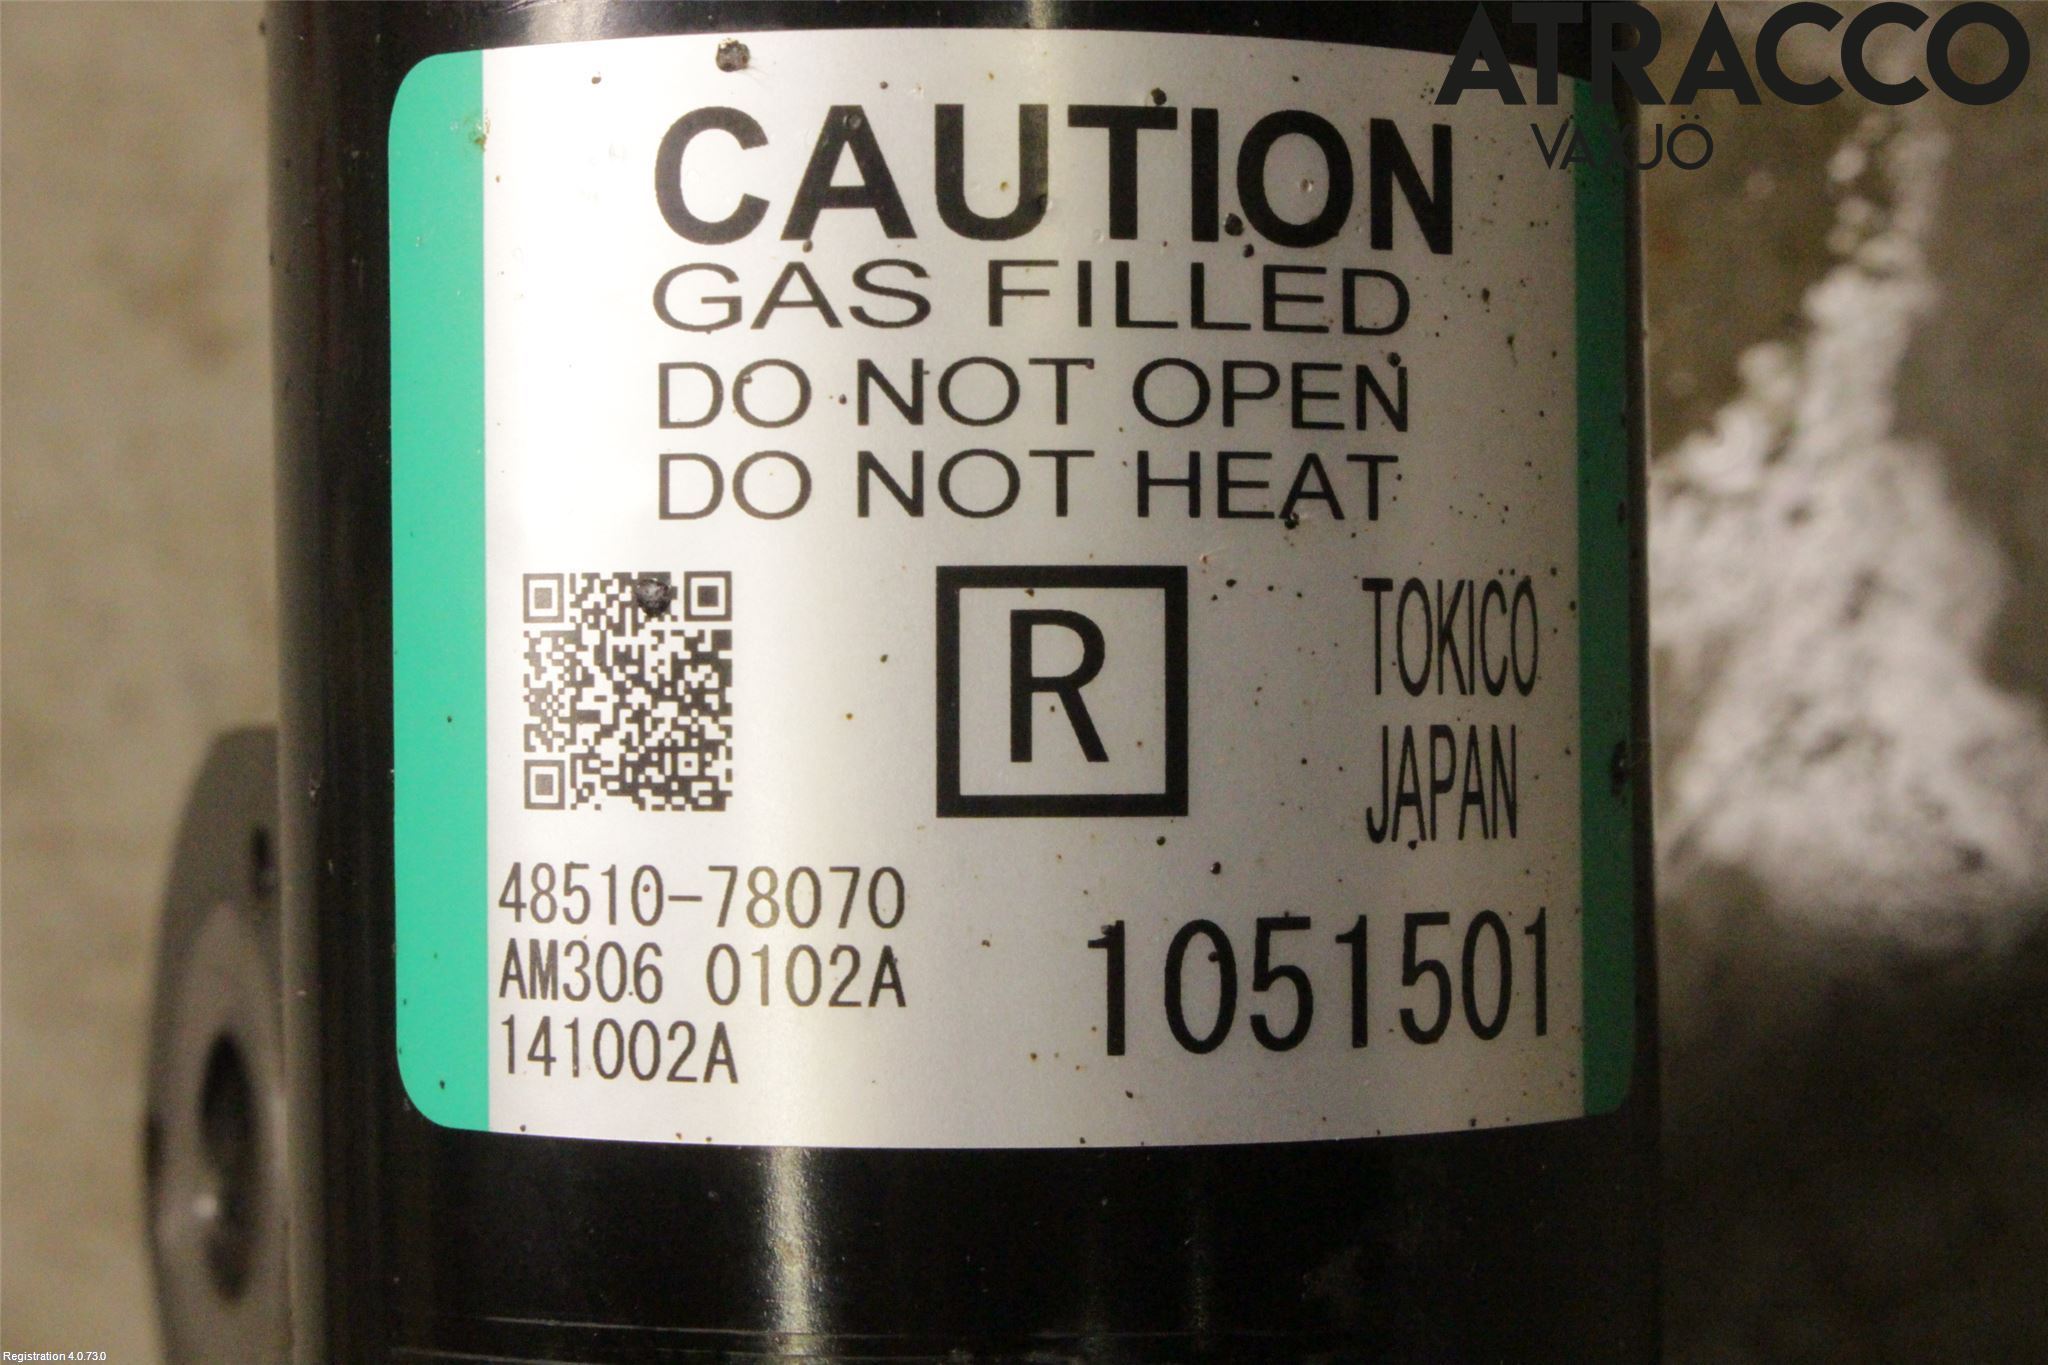 ATRACCO
VÄXJÖ
CAUTION
GAS FILLED
DO NOT OPEN
DO NOT HEAT
R
TOKICO
JAPAN
48510-78070
AM306 0102A
141002A
1051501
Registration 4.0.73.0